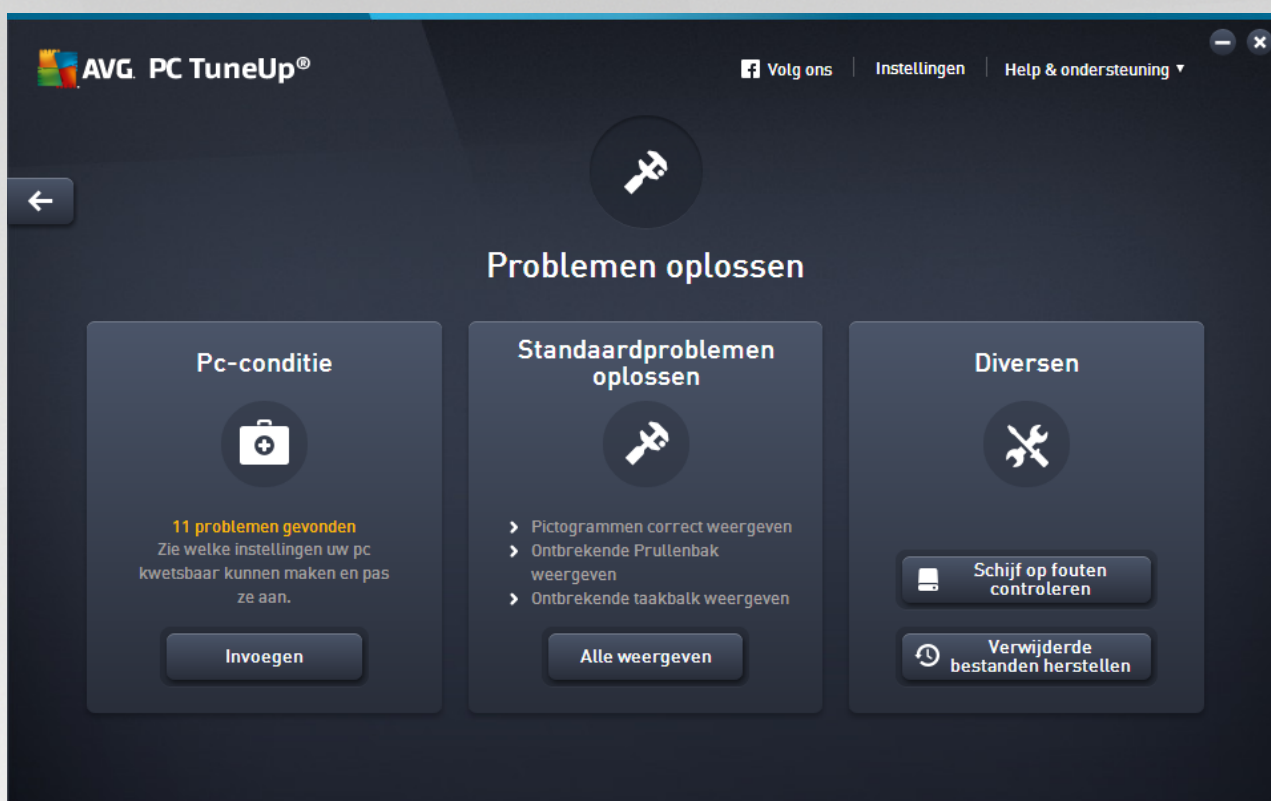 AVG. PC TuneUp®
Volg ons
Instellingen
Help & ondersteuning
Problemen oplossen
Pc-conditie
11 problemen gevonden
Zie welke instellingen uw pc
kwetsbaar kunnen maken en pas
ze aan.
Invoegen
Standaardproblemen
oplossen
Pictogrammen correct weergeven
Ontbrekende Prullenbak
weergeven
Ontbrekende taakbalk weergeven
Alle weergeven
Diversen
Schijf op fouten
controleren
Verwijderde
bestanden herstellen